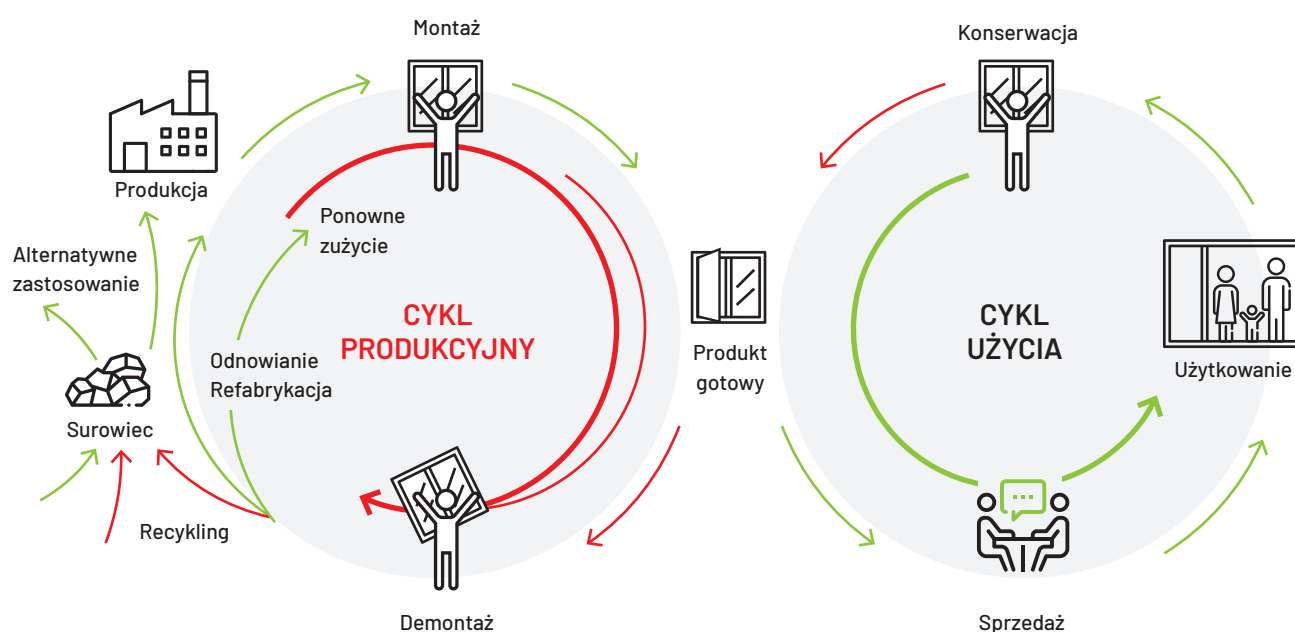 Montaż
Konserwacja
Produkcja
Ponowne
zużycie
Alternatywne
zastosowanie
CYKL
PRODUKCYJNY
CYKL
UŻYCIA
Produkt
gotowy
Użytkowanie
Odnowianie
Refabrykacja
Surowiec
Recykling
Demontaż
Sprzedaż